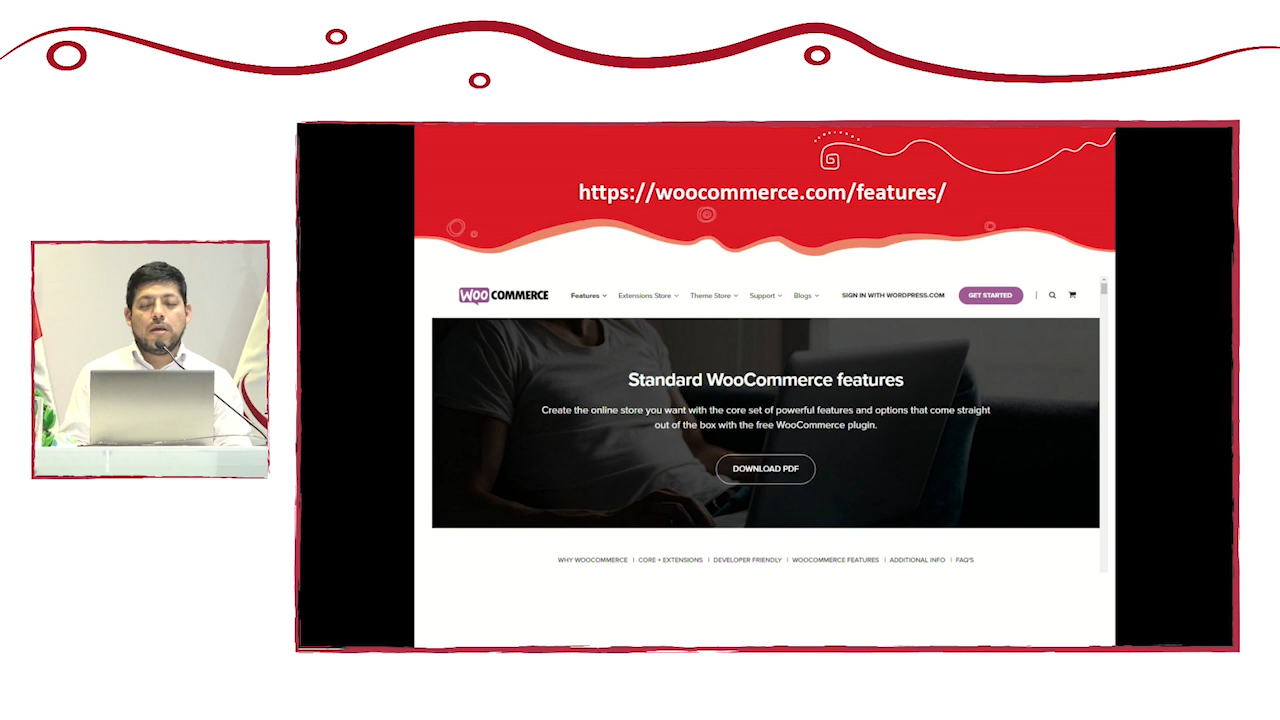 https://woocommerce.com/features/
WOOCOMMERCE Features Extensions Store Theme Store Support Blogs SIGN IN WITH WORDPRESS.COM GET STARTED
Standard WooCommerce features
Create the online store you want with the core set of powerful features and options that come straight
out of the box with the free WooCommerce plugin.
DOWNLOAD PDF
WHY WOOCOMMERCE | CORE + EXTENSIONS | DEVELOPER FRIENDLY | WOOCOMMERCE FEATURES | ADDITIONAL INFO | FAQ'S